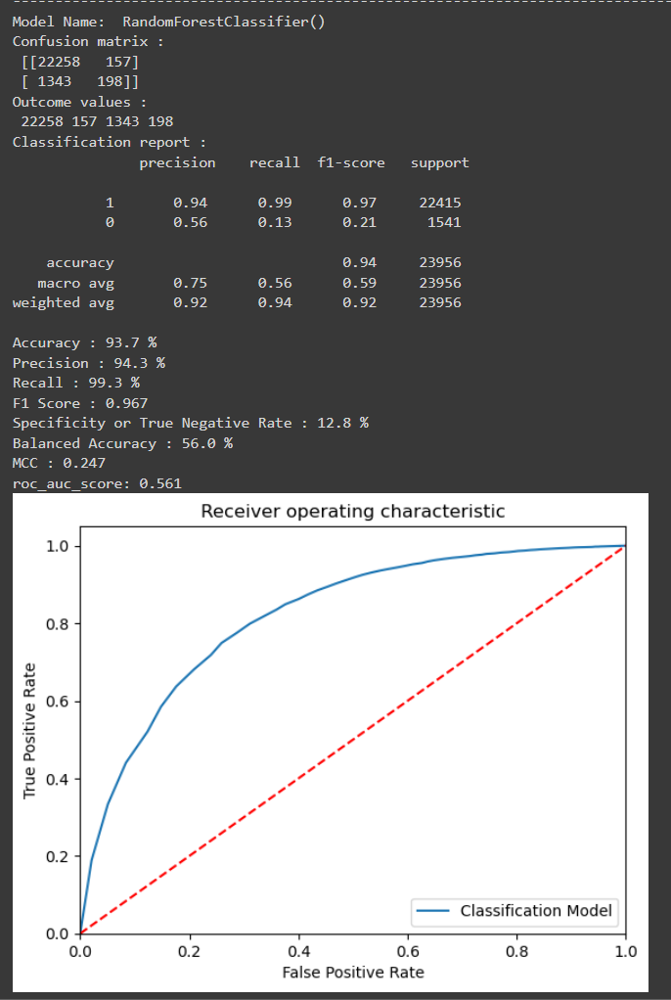 Model Name:  RandomForestClassifier()
Confusion matrix :
 [[22258   157]
 [ 1343   198]]
Outcome values :
 22258 157 1343 198
Classification report :
               precision    recall  f1-score   support

           1       0.94      0.99      0.97     22415
           0       0.56      0.13      0.21      1541

    accuracy                           0.94     23956
   macro avg       0.75      0.56      0.59     23956
weighted avg       0.92      0.94      0.92     23956

Accuracy : 93.7 %
Precision : 94.3 %
Recall : 99.3 %
F1 Score : 0.967
Specificity or True Negative Rate : 12.8 %
Balanced Accuracy : 56.0 %
MCC : 0.247
roc_auc_score: 0.561
Receiver operating characteristic
True Positive Rate
1.0
0.8
0.6
0.4
0.2
0.0
Classification Model
0.0 0.2 0.4 0.6 0.8 1.0
False Positive Rate